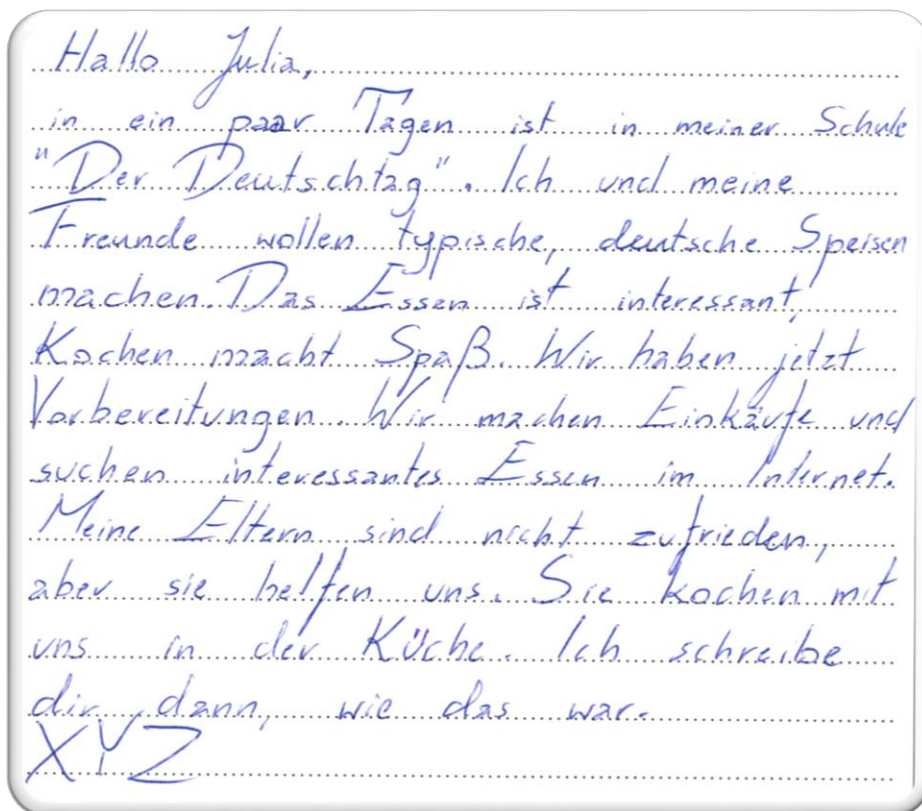 Hallo Julia,
in ein paar Tagen ist in meiner Schule
"Der Deutschtag". Ich und meine
Freunde wollen typische, deutsche Speisen
machen. Das Essen ist interessant,
Kochen macht Spaß. Wir haben jetzt
Vorbereitungen. Wir machen Einkäufe und
suchen interessantes Essen im Internet.
Meine Eltern sind nicht zufrieden,
aber sie helfen uns. Sie kochen mit
uns in der Küche. Ich schreibe
dir dann, wie das war.
XYZ